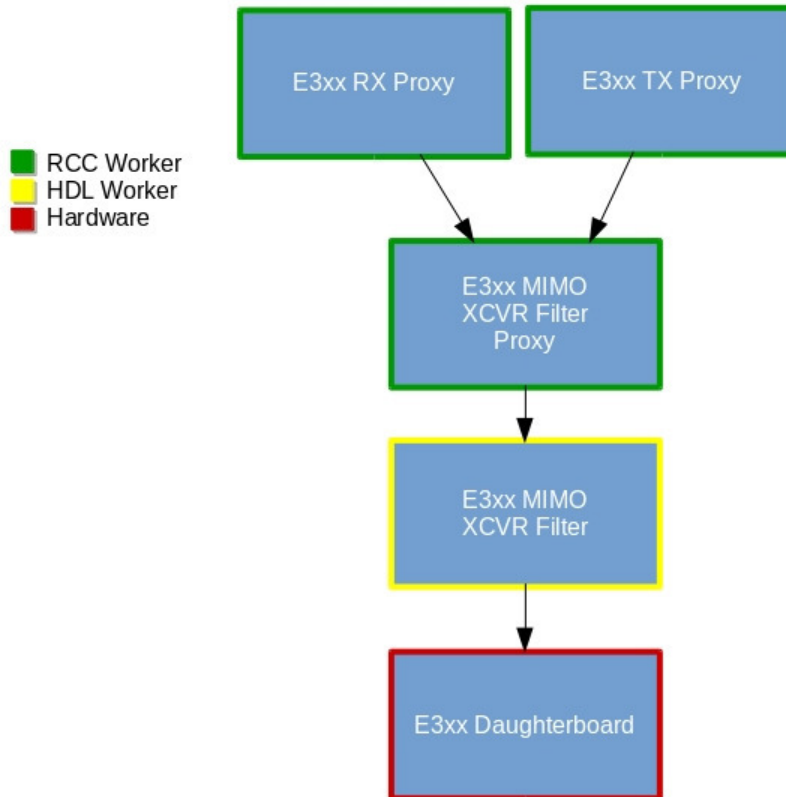 E3xx RX Proxy
E3xx TX Proxy
RCC Worker
HDL Worker
Hardware
E3xx MIMO
XCVR Filter
Proxy
E3xx MIMO
XCVR Filter
E3xx Daughterboard